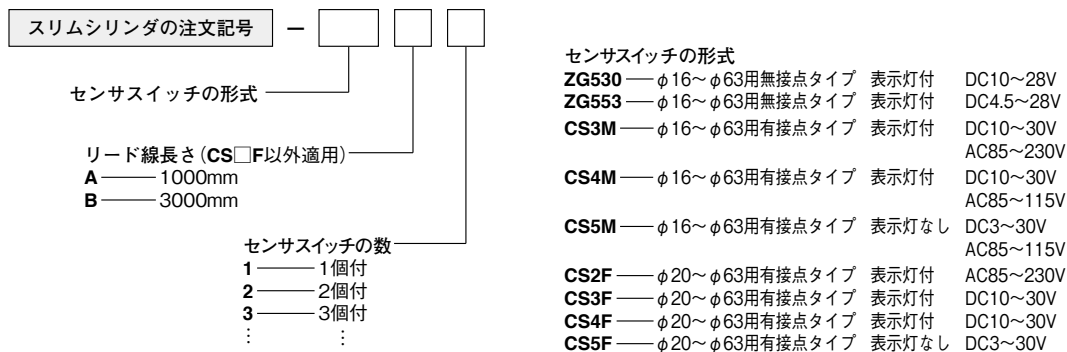 スリムシリンダの注文記号 −
センサスイッチの形式
リード線長さ（CS□F以外適用）
A 1000mm
B 3000mm
センサスイッチの数
1 1個付
2 2個付
3 3個付
⋮ ⋮
センサスイッチの形式
ZG530 φ16～φ63用無接点タイプ 表示灯付 DC10～28V
ZG553 φ16～φ63用無接点タイプ 表示灯付 DC4.5～28V
CS3M φ16～φ63用有接点タイプ 表示灯付 DC10～30V
AC85～230V
CS4M φ16～φ63用有接点タイプ 表示灯付 DC10～30V
AC85～115V
CS5M φ16～φ63用有接点タイプ 表示灯なし DC3～30V
AC85～115V
CS2F φ20～φ63用有接点タイプ 表示灯付 AC85～230V
CS3F φ20～φ63用有接点タイプ 表示灯付 DC10～30V
CS4F φ20～φ63用有接点タイプ 表示灯付 DC10～30V
CS5F φ20～φ63用有接点タイプ 表示灯なし DC3～30V